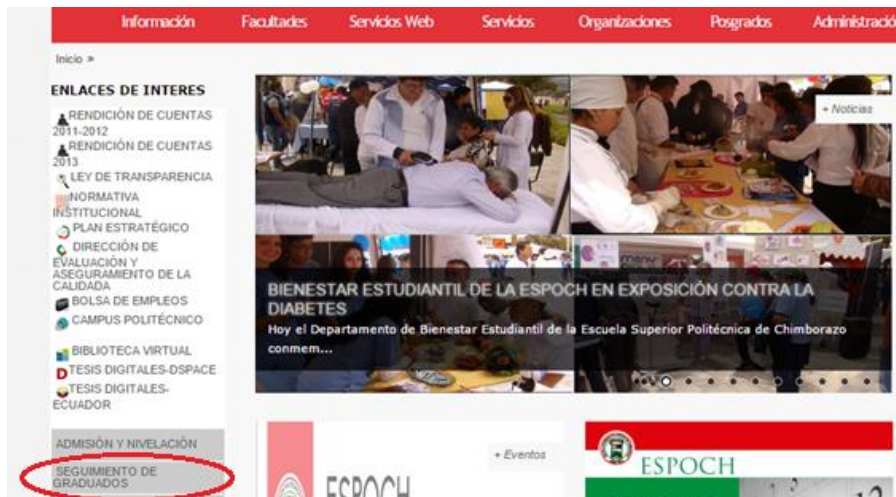 Información Facultades Servicios Web Servicios Organizaciones Posgrados Administració
Inicio »
ENLACES DE INTERES
RENDICIÓN DE CUENTAS
2011-2012
RENDICIÓN DE CUENTAS
2013
LEY DE TRANSPARENCIA
NORMATIVA
INSTITUCIONAL
PLAN ESTRATÉGICO
DIRECCIÓN DE
EVALUACIÓN Y
ASEGURAMIENTO DE LA
CALIDADA
BOLSA DE EMPLEOS
CAMPUS POLITÉCNICO
BIBLIOTECA VIRTUAL
TESIS DIGITALES-DSPACE
TESIS DIGITALES-
ECUADOR
ADMISIÓN Y NIVELACIÓN
SEGUIMIENTO DE
GRADUADOS
+ Noticias
BIENESTAR ESTUDIANTIL DE LA ESPOCH EN EXPOSICIÓN CONTRA LA
DIABETES
Hoy el Departamento de Bienestar Estudiantil de la Escuela Superior Politécnica de Chimborazo
conmem...
+ Eventos
ESPOCH
ESPOCH